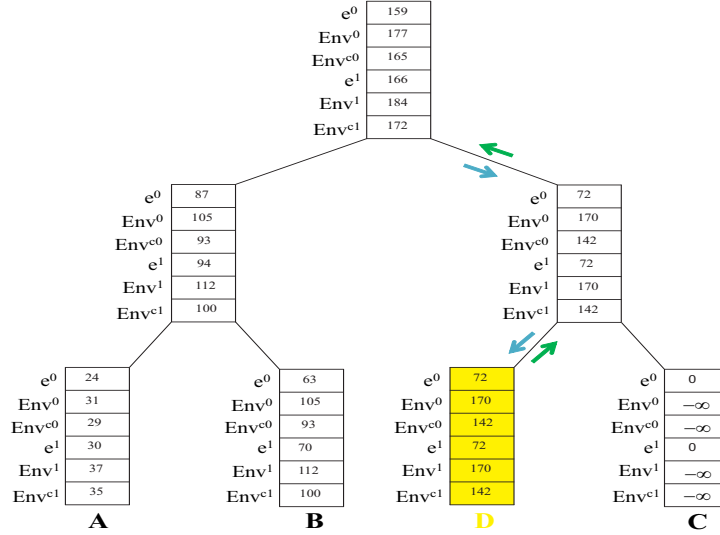 e⁰ 159
Env⁰ 177
Envᶜ⁰ 165
e¹ 166
Env¹ 184
Envᶜ¹ 172
e⁰ 87
Env⁰ 105
Envᶜ⁰ 93
e¹ 94
Env¹ 112
Envᶜ¹ 100
e⁰ 72
Env⁰ 170
Envᶜ⁰ 142
e¹ 72
Env¹ 170
Envᶜ¹ 142
e⁰ 24
Env⁰ 31
Envᶜ⁰ 29
e¹ 30
Env¹ 37
Envᶜ¹ 35
A
e⁰ 63
Env⁰ 105
Envᶜ⁰ 93
e¹ 70
Env¹ 112
Envᶜ¹ 100
B
e⁰ 72
Env⁰ 170
Envᶜ⁰ 142
e¹ 72
Env¹ 170
Envᶜ¹ 142
D
e⁰ 0
Env⁰ −∞
Envᶜ⁰ −∞
e¹ 0
Env¹ −∞
Envᶜ¹ −∞
C